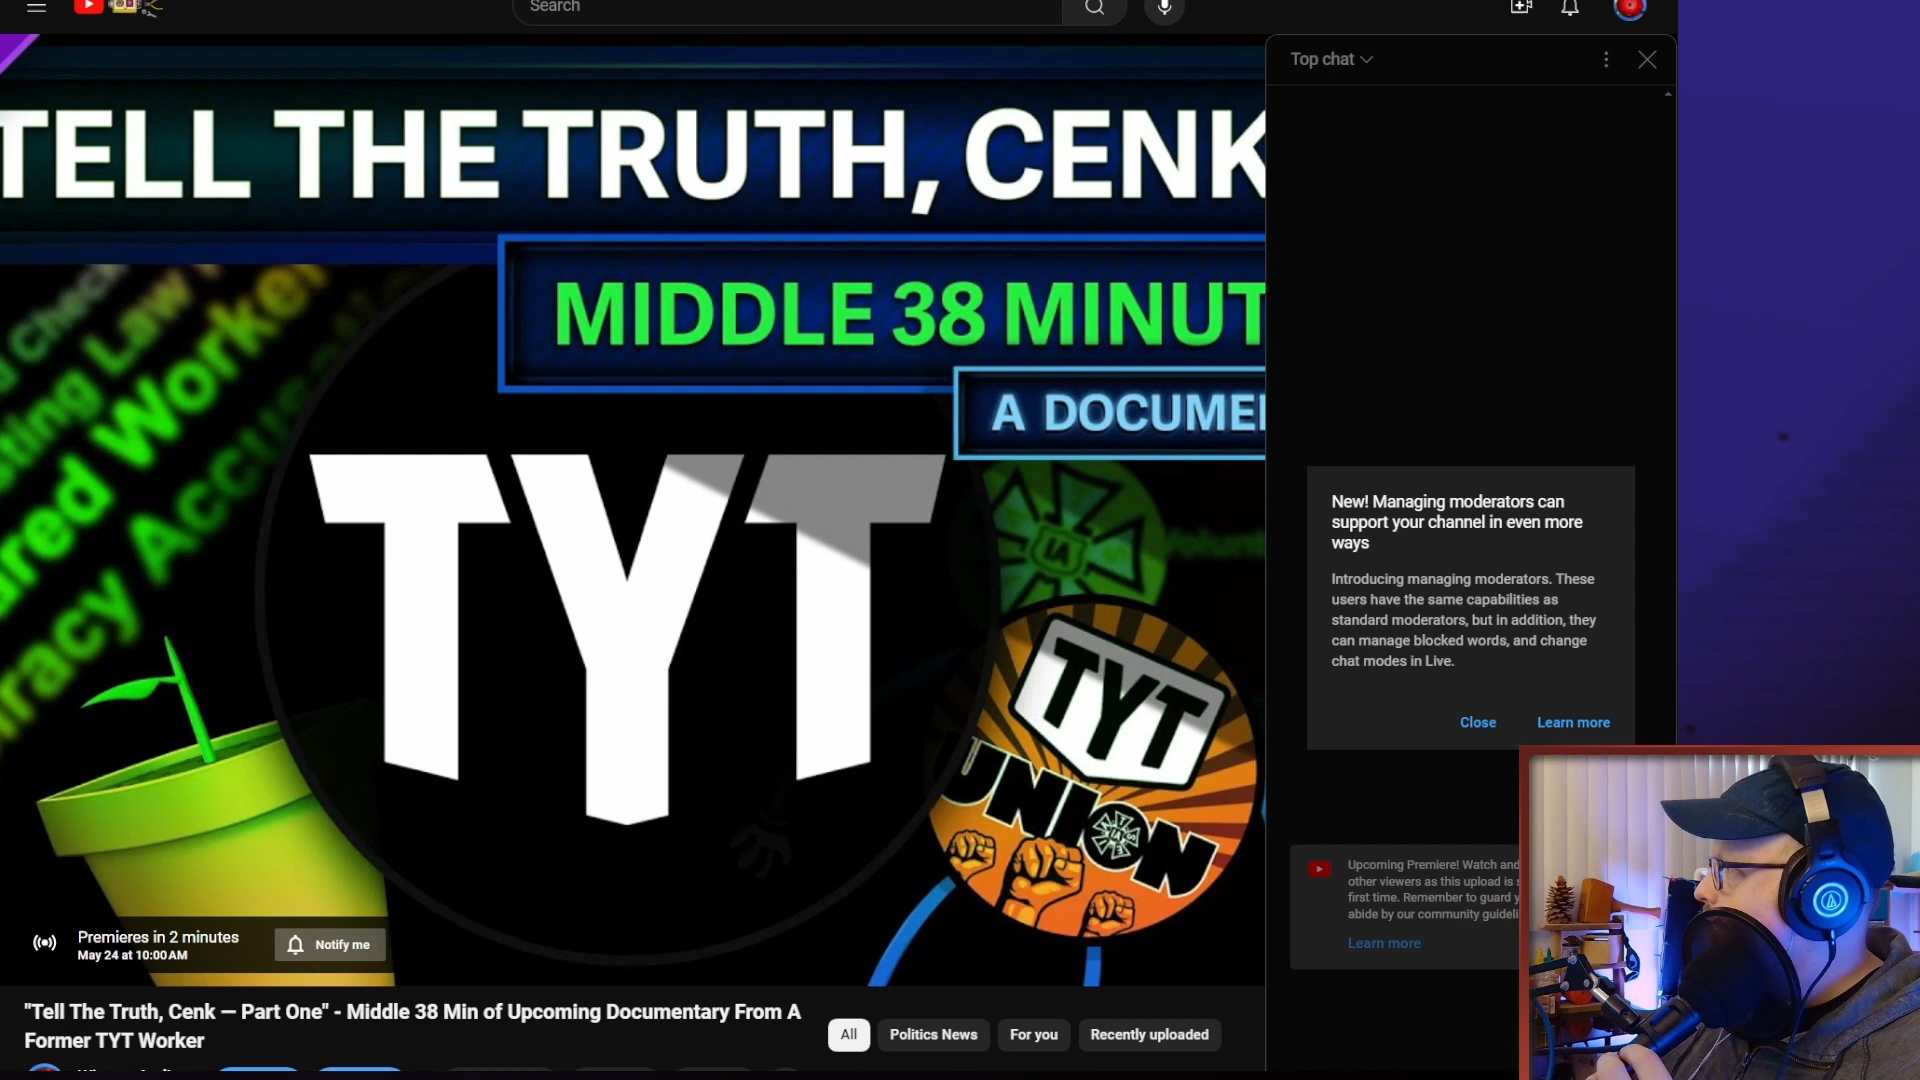 Search
TELL THE TRUTH, CENK
MIDDLE 38 MINUT
A DOCUME
TYT
TYT
UNION
IA
Premieres in 2 minutes
May 24 at 10:00 AM
Notify me
"Tell The Truth, Cenk — Part One" - Middle 38 Min of Upcoming Documentary From A
Former TYT Worker
All
Politics News
For you
Recently uploaded
Top chat
New! Managing moderators can
support your channel in even more
ways
Introducing managing moderators. These
users have the same capabilities as
standard moderators, but in addition, they
can manage blocked words, and change
chat modes in Live.
Close
Learn more
Upcoming Premiere! Watch and
other viewers as this upload is s
first time. Remember to guard y
abide by our community guideli
Learn more